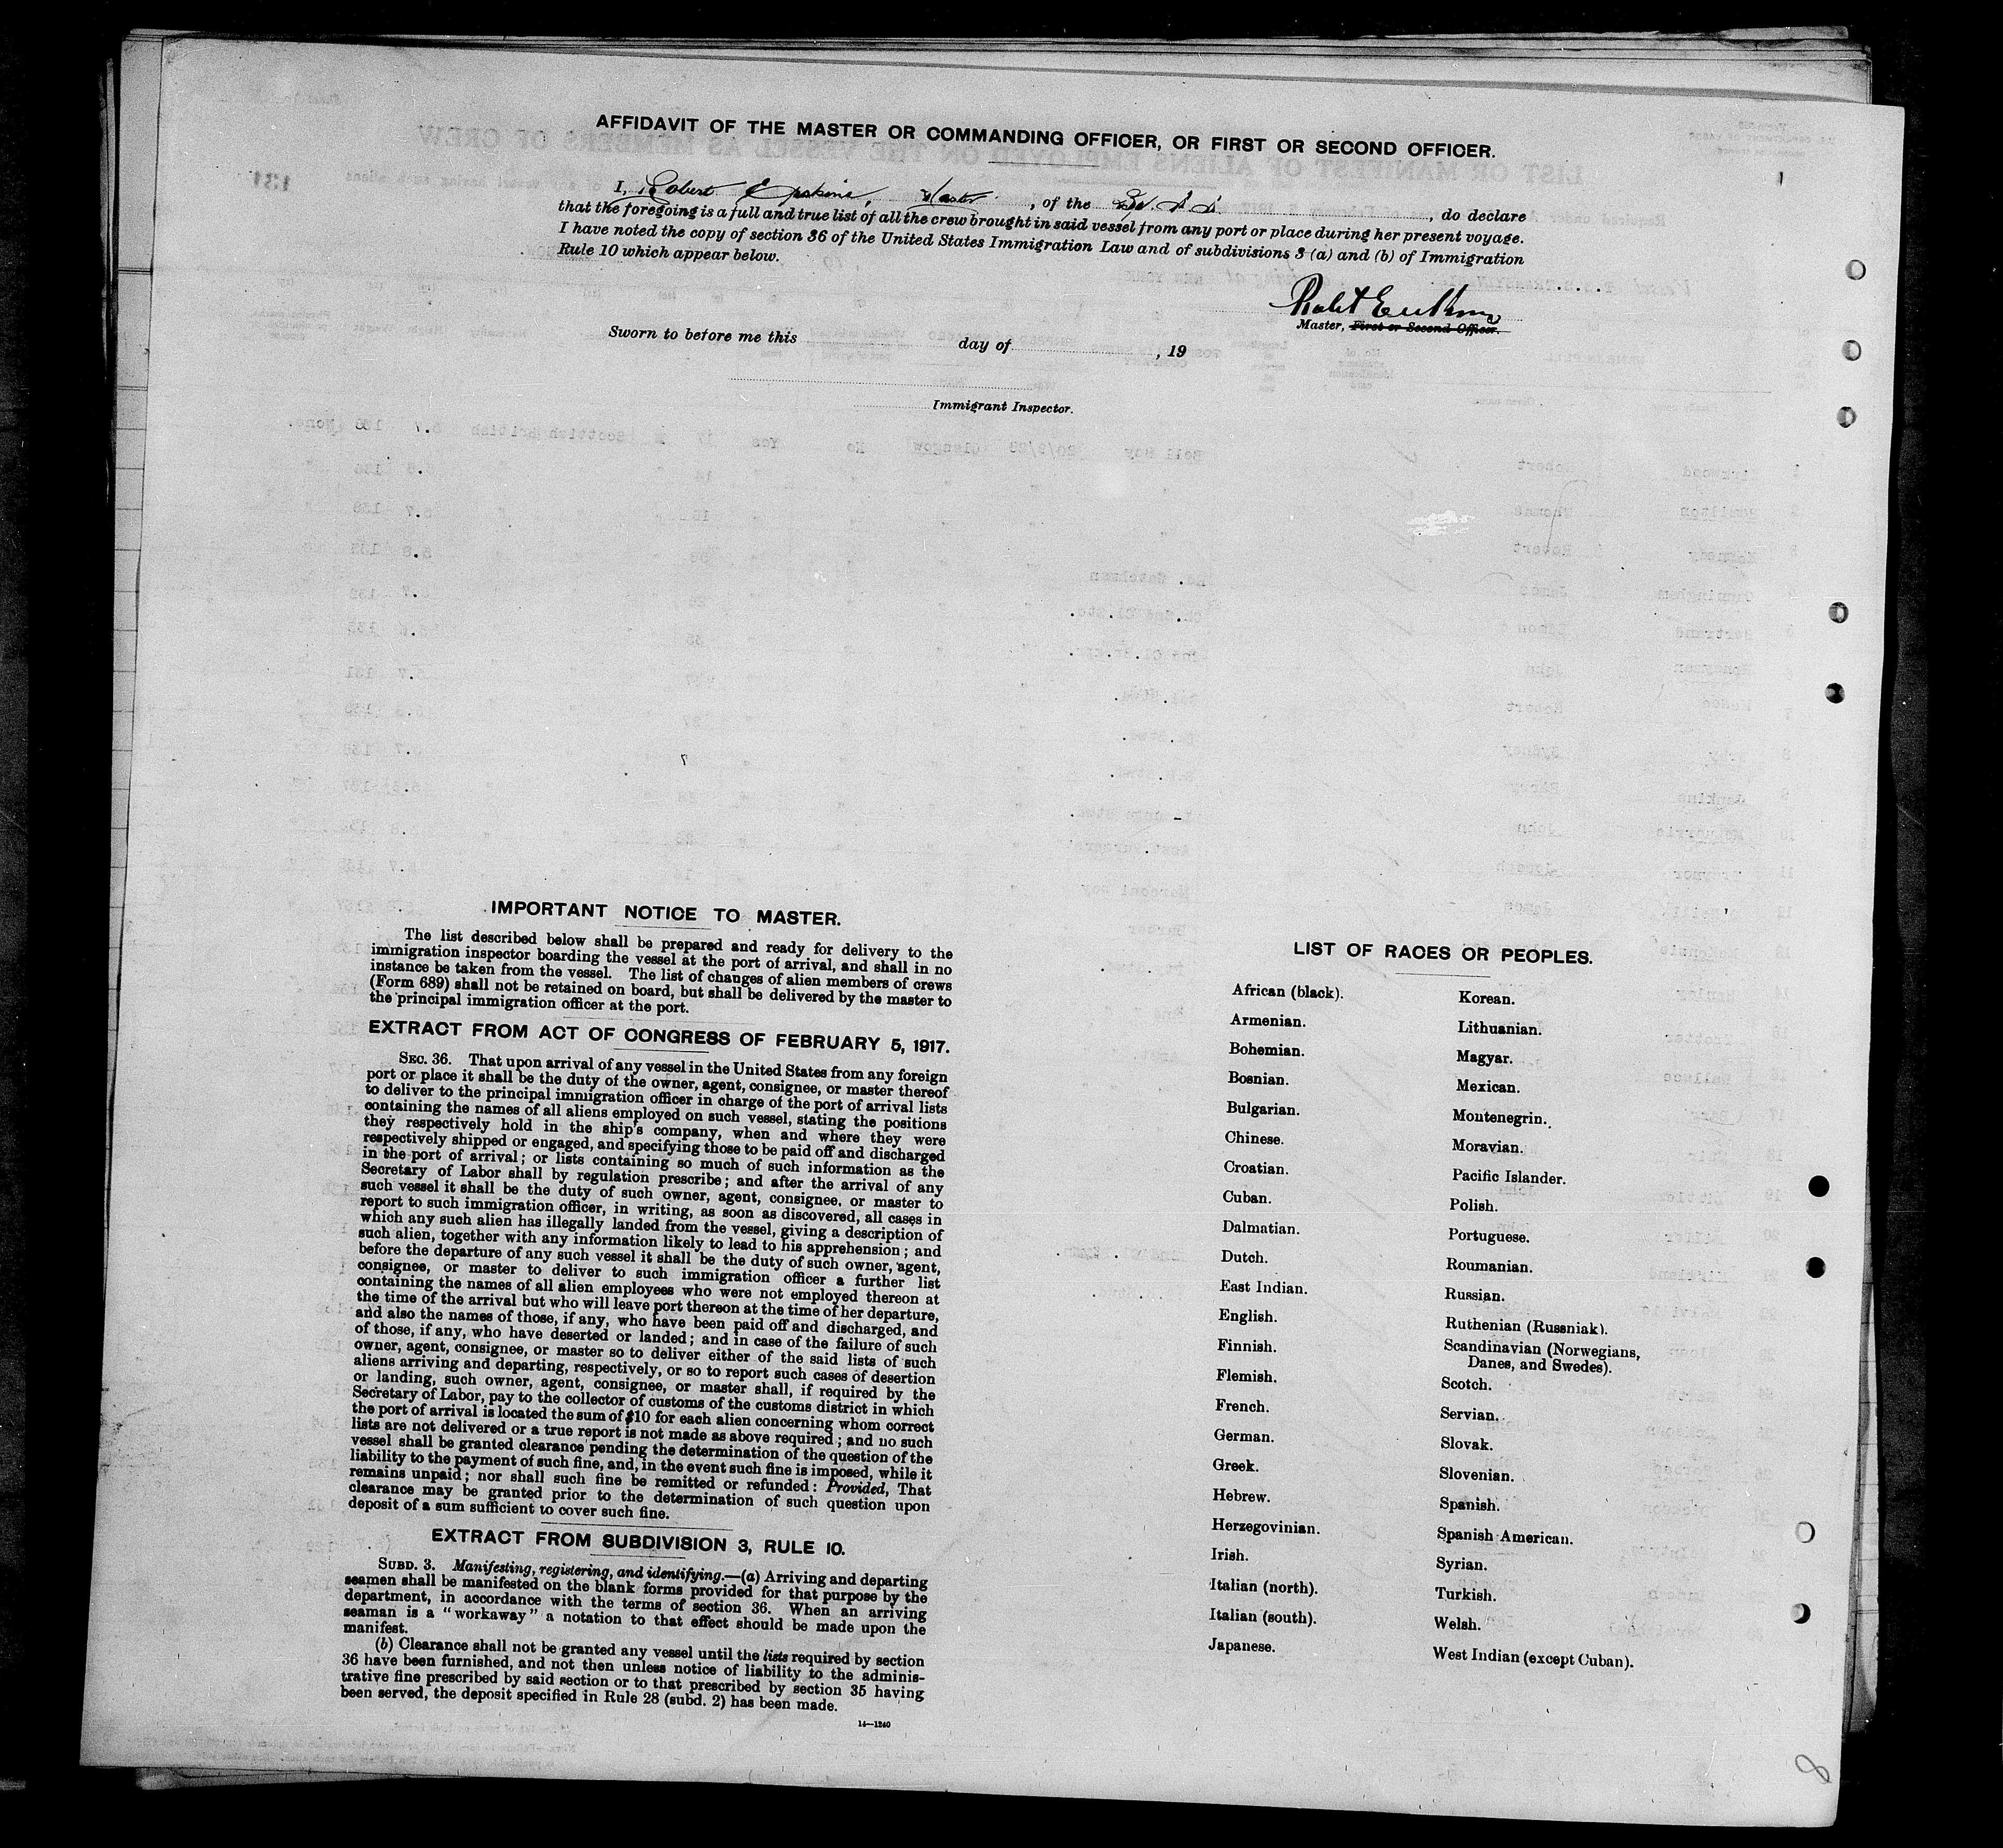 AFFIDAVIT OF THE MASTER OR COMMANDING OFFICER, OR FIRST OR SECOND OFFICER.
I, Robert Erskine, Master, of the, do declare
that the foregoing is a full and true list of all the crew brought in said vessel from any port or place during her present voyage.
I have noted the copy of section 36 of the United States Immigration Law and of subdivisions 3 (a) and (b) of Immigration
Rule 10 which appear below.
Robert Erskine
Master, First or Second Officer.
Sworn to before me this day of , 19
Immigrant Inspector.
IMPORTANT NOTICE TO MASTER.
The list described below shall be prepared and ready for delivery to the
immigration inspector boarding the vessel at the port of arrival, and shall in no
instance be taken from the vessel. The list of changes of alien members of crews
(Form 689) shall not be retained on board, but shall be delivered by the master to
the principal immigration officer at the port.
EXTRACT FROM ACT OF CONGRESS OF FEBRUARY 5, 1917.
SEC. 36. That upon arrival of any vessel in the United States from any foreign
port or place it shall be the duty of the owner, agent, consignee, or master thereof
to deliver to the principal immigration officer in charge of the port of arrival lists
containing the names of all aliens employed on such vessel, stating the positions
they respectively hold in the ship's company, when and where they were
respectively shipped or engaged, and specifying those to be paid off and discharged
in the port of arrival; or lists containing so much of such information as the
Secretary of Labor shall by regulation prescribe; and after the arrival of any
such vessel it shall be the duty of such owner, agent, consignee, or master to
report to such immigration officer, in writing, as soon as discovered, all cases in
which any such alien has illegally landed from the vessel, giving a description of
such alien, together with any information likely to lead to his apprehension; and
before the departure of any such vessel it shall be the duty of such owner, agent,
consignee, or master to deliver to such immigration officer a further list
containing the names of all alien employees who were not employed thereon at
the time of the arrival but who will leave port thereon at the time of her departure,
and also the names of those, if any, who have been paid off and discharged, and
of those, if any, who have deserted or landed; and in case of the failure of such
owner, agent, consignee, or master so to deliver either of the said lists of such
aliens arriving and departing, respectively, or so to report such cases of desertion
or landing, such owner, agent, consignee, or master shall, if required by the
Secretary of Labor, pay to the collector of customs of the customs district in which
the port of arrival is located the sum of $10 for each alien concerning whom correct
lists are not delivered or a true report is not made as above required; and no such
vessel shall be granted clearance pending the determination of the question of the
liability to the payment of such fine, and, in the event such fine is imposed, while it
remains unpaid; nor shall such fine be remitted or refunded: Provided, That
clearance may be granted prior to the determination of such question upon
deposit of a sum sufficient to cover such fine.
EXTRACT FROM SUBDIVISION 3, RULE 10.
SUBD. 3. Manifesting, registering, and identifying.—(a) Arriving and departing
seamen shall be manifested on the blank forms provided for that purpose by the
department, in accordance with the terms of section 36. When an arriving
seaman is a "workaway" a notation to that effect should be made upon the
manifest.
(b) Clearance shall not be granted any vessel until the lists required by section
36 have been furnished, and not then unless notice of liability to the adminis-
trative fine prescribed by said section or to that prescribed by section 35 having
been served, the deposit specified in Rule 28 (subd. 2) has been made.
14—1240
LIST OF RACES OR PEOPLES.
African (black).
Armenian.
Bohemian.
Bosnian.
Bulgarian.
Chinese.
Croatian.
Cuban.
Dalmatian.
Dutch.
East Indian.
English.
Finnish.
Flemish.
French.
German.
Greek.
Hebrew.
Herzegovinian.
Irish.
Italian (north).
Italian (south).
Japanese.
Korean.
Lithuanian.
Magyar.
Mexican.
Montenegrin.
Moravian.
Pacific Islander.
Polish.
Portuguese.
Roumanian.
Russian.
Ruthenian (Russniak).
Scandinavian (Norwegians,
Danes, and Swedes).
Scotch.
Servian.
Slovak.
Slovenian.
Spanish.
Spanish American.
Syrian.
Turkish.
Welsh.
West Indian (except Cuban).
8